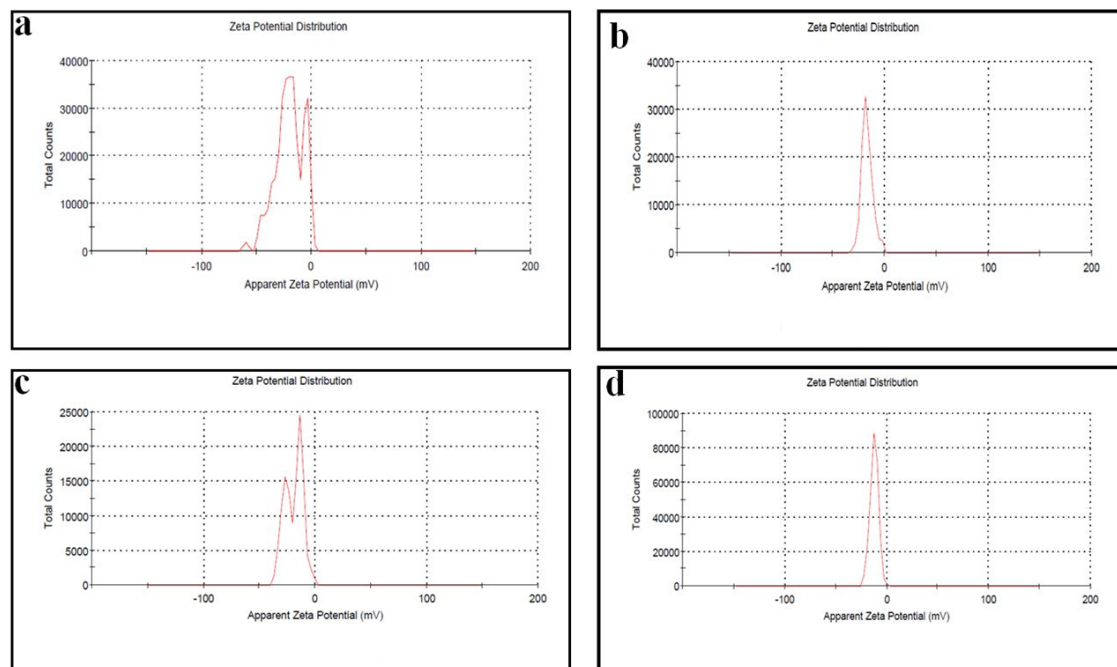 a
Zeta Potential Distribution
40000
30000
20000
10000
0
Total Counts
-100 0 100 200
Apparent Zeta Potential (mV)
b
Zeta Potential Distribution
40000
30000
20000
10000
0
Total Counts
-100 0 100 200
Apparent Zeta Potential (mV)
c
Zeta Potential Distribution
25000
20000
15000
10000
5000
0
Total Counts
-100 0 100 200
Apparent Zeta Potential (mV)
d
Zeta Potential Distribution
100000
80000
60000
40000
20000
0
Total Counts
-100 0 100 200
Apparent Zeta Potential (mV)